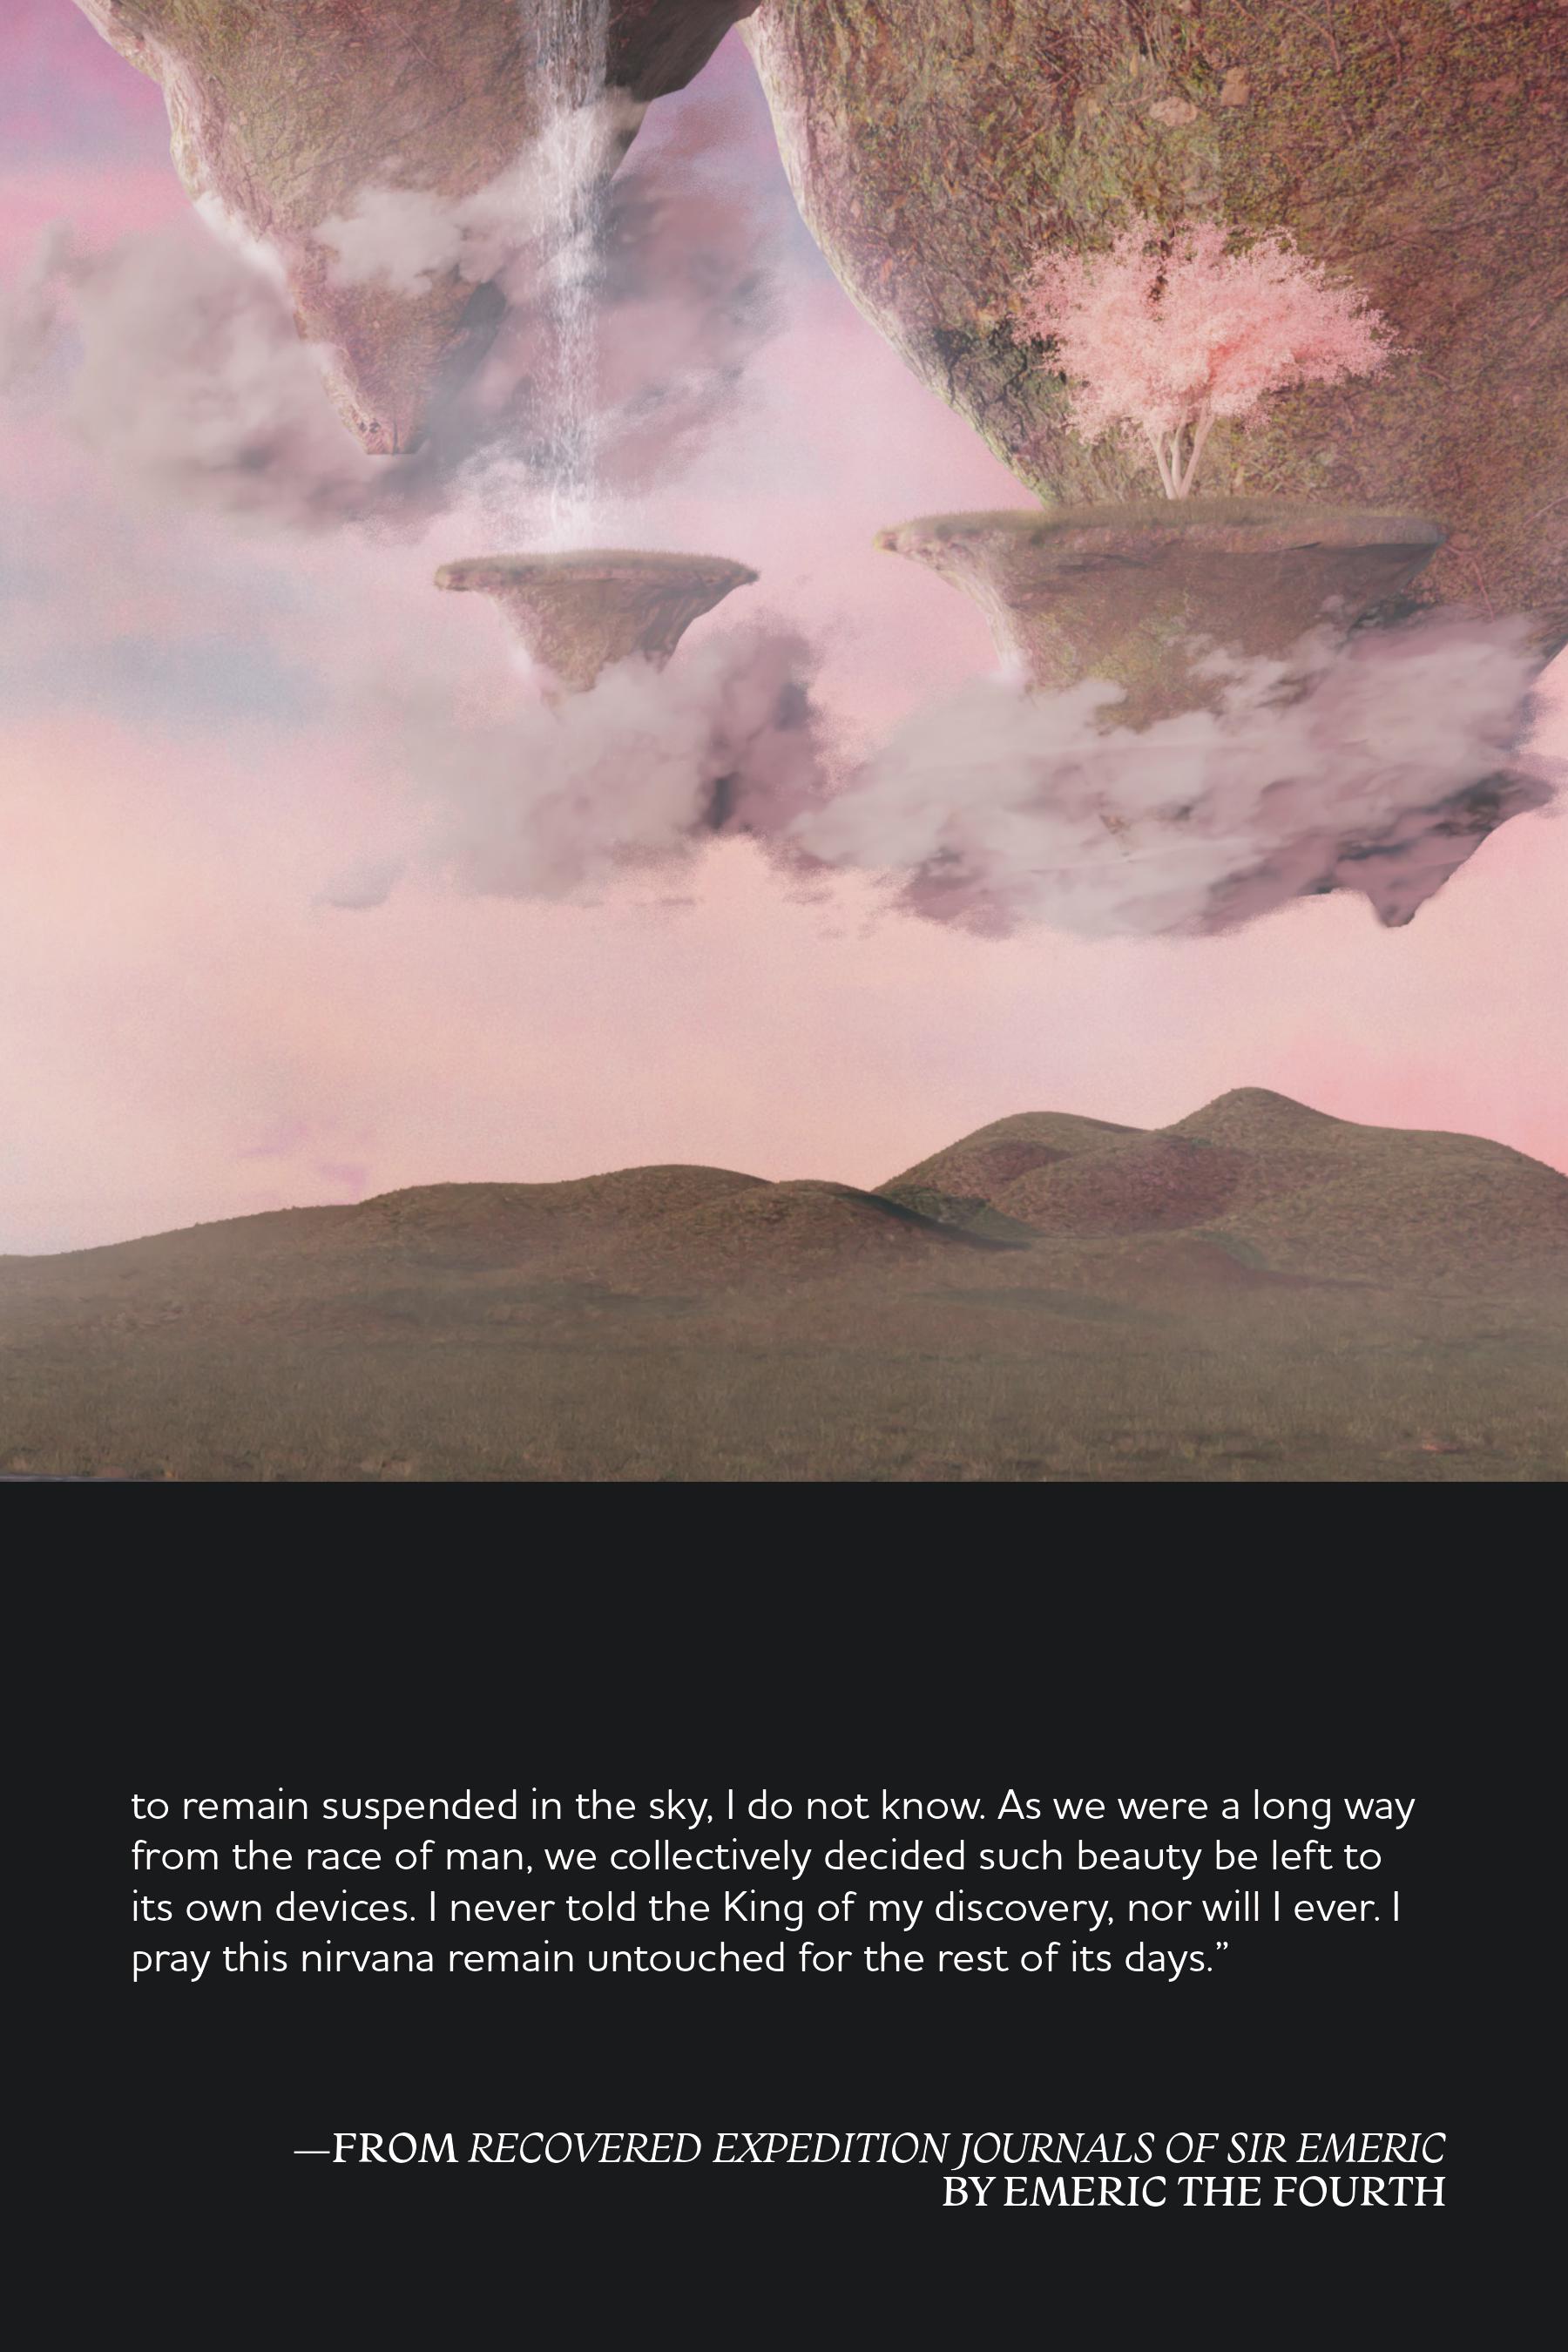 to remain suspended in the sky, I do not know. As we were a long way
from the race of man, we collectively decided such beauty be left to
its own devices. I never told the King of my discovery, nor will I ever. I
pray this nirvana remain untouched for the rest of its days.”
—FROM RECOVERED EXPEDITION JOURNALS OF SIR EMERIC
BY EMERIC THE FOURTH